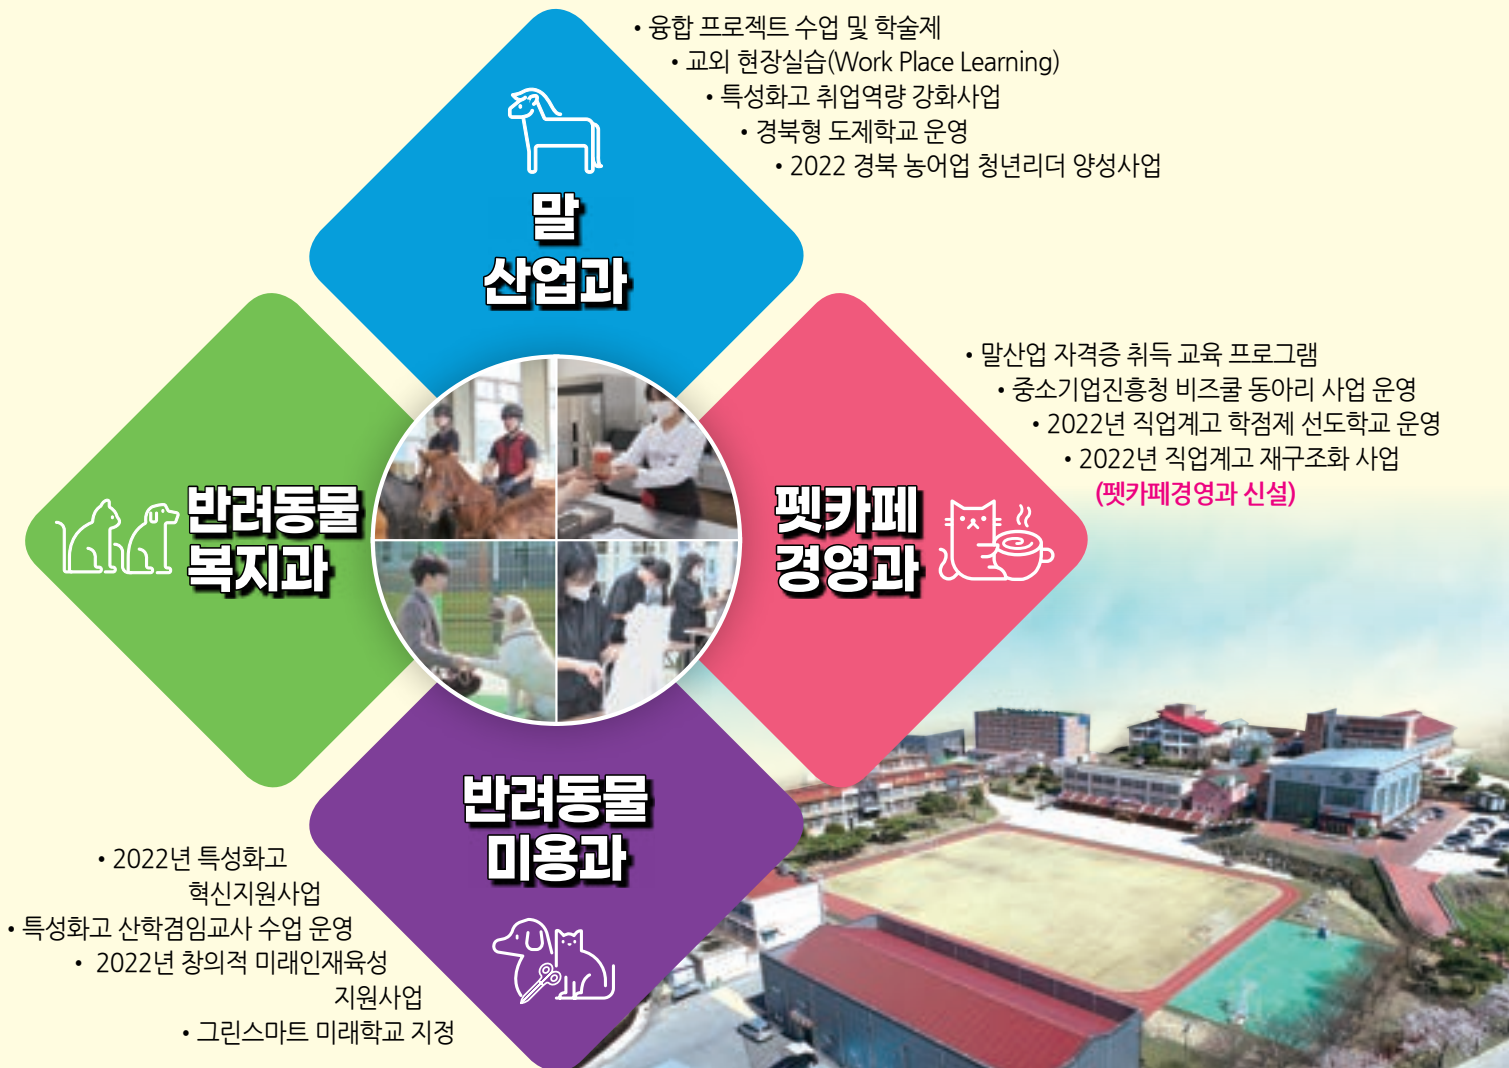 • 융합 프로젝트 수업 및 학술제
• 교외 현장실습(Work Place Learning)
• 특성화고 취업역량 강화사업
• 경북형 도제학교 운영
• 2022 경북 농어업 청년리더 양성사업
말
산업과
• 말산업 자격증 취득 교육 프로그램
• 중소기업진흥청 비즈쿨 동아리 사업 운영
• 2022년 직업계고 학점제 선도학교 운영
• 2022년 직업계고 재구조화 사업
(펫카페경영과 신설)
반려동물
복지과
펫카페
경영과
반려동물
미용과
• 2022년 특성화고
혁신지원사업
• 특성화고 산학겸임교사 수업 운영
• 2022년 창의적 미래인재육성
지원사업
• 그린스마트 미래학교 지정